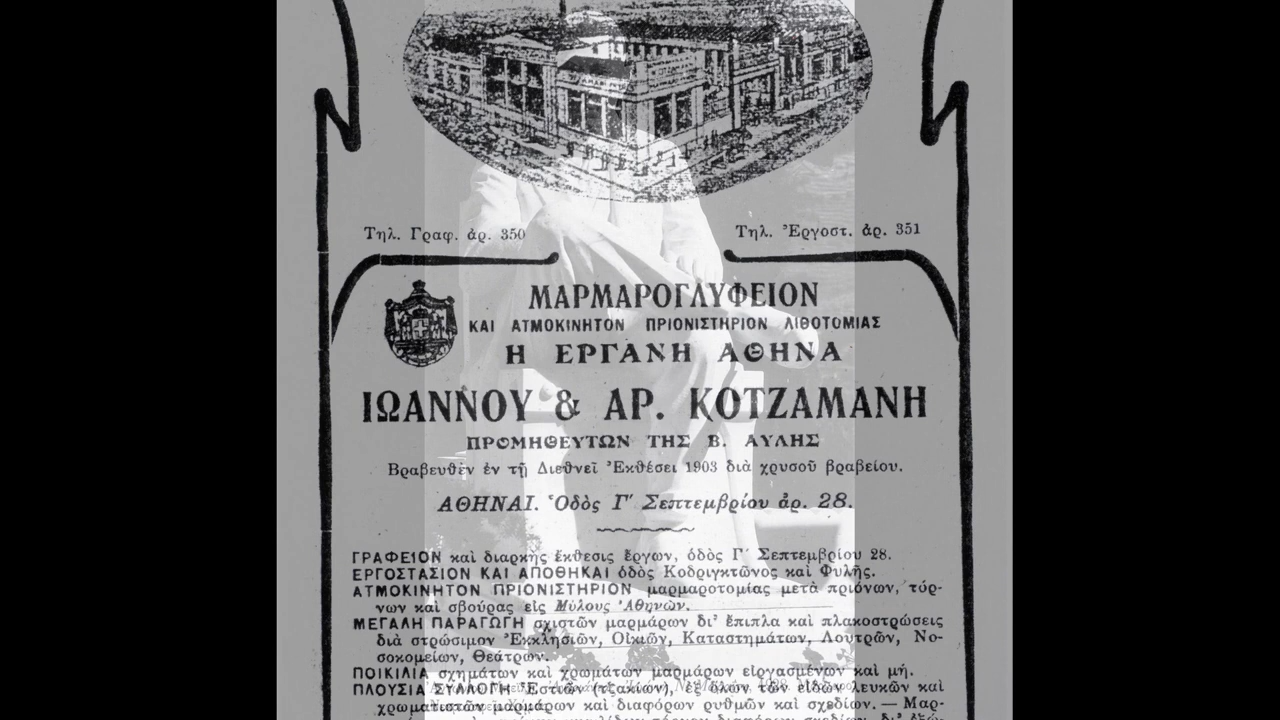 Τηλ. Γραφ. ἀρ. 350
Τηλ. Ἐργοστ. ἀρ. 351
ΜΑΡΜΑΡΟΓΛΥΦΕΙΟΝ
ΚΑΙ ΑΤΜΟΚΙΝΗΤΟΝ ΠΡΙΟΝΙΣΤΗΡΙΟΝ ΛΙΘΟΤΟΜΙΑΣ
Η ΕΡΓΑΝΗ ΑΘΗΝΑ
ΙΩΑΝΝΟΥ & ΑΡ. ΚΟΤΖΑΜΑΝΗ
ΠΡΟΜΗΘΕΥΤΩΝ ΤΗΣ Β. ΑΥΛΗΣ
Βραβευθὲν ἐν τῇ Διεθνεῖ Ἐκθέσει 1903 διὰ χρυσοῦ βραβείου.
ΑΘΗΝΑΙ. Ὁδὸς Γ΄ Σεπτεμβρίου ἀρ. 28.
ΓΡΑΦΕΙΟΝ καὶ διαρκὴς ἔκθεσις ἔργων, ὁδὸς Γ΄ Σεπτεμβρίου 28.
ΕΡΓΟΣΤΑΣΙΟΝ ΚΑΙ ΑΠΟΘΗΚΑΙ ὁδὸς Κοδριγκτῶνος καὶ Φυλῆς.
ΑΤΜΟΚΙΝΗΤΟΝ ΠΡΙΟΝΙΣΤΗΡΙΟΝ μαρμαροτομίας μετὰ πριόνων, τόρ-
νων καὶ σβούρας εἰς Μύλους Ἀθηνῶν.
ΜΕΓΑΛΗ ΠΑΡΑΓΩΓΗ σχιστῶν μαρμάρων δι' ἔπιπλα καὶ πλακοστρώσεις
διὰ στρώσιμον Ἐκκλησιῶν, Οἰκιῶν, Καταστημάτων, Λουτρῶν, Νο-
σοκομείων, Θεάτρων.
ΠΟΙΚΙΛΙΑ σχημάτων καὶ χρωμάτων μαρμάρων εἰργασμένων καὶ μή.
ΠΛΟΥΣΙΑ ΣΥΛΛΟΓΗ Ἑστιῶν (τζακίων), ἐξ ὅλων τῶν εἰδῶν λευκῶν καὶ
χρωματιστῶν μαρμάρων καὶ διαφόρων ρυθμῶν καὶ σχεδίων. — Μαρ-